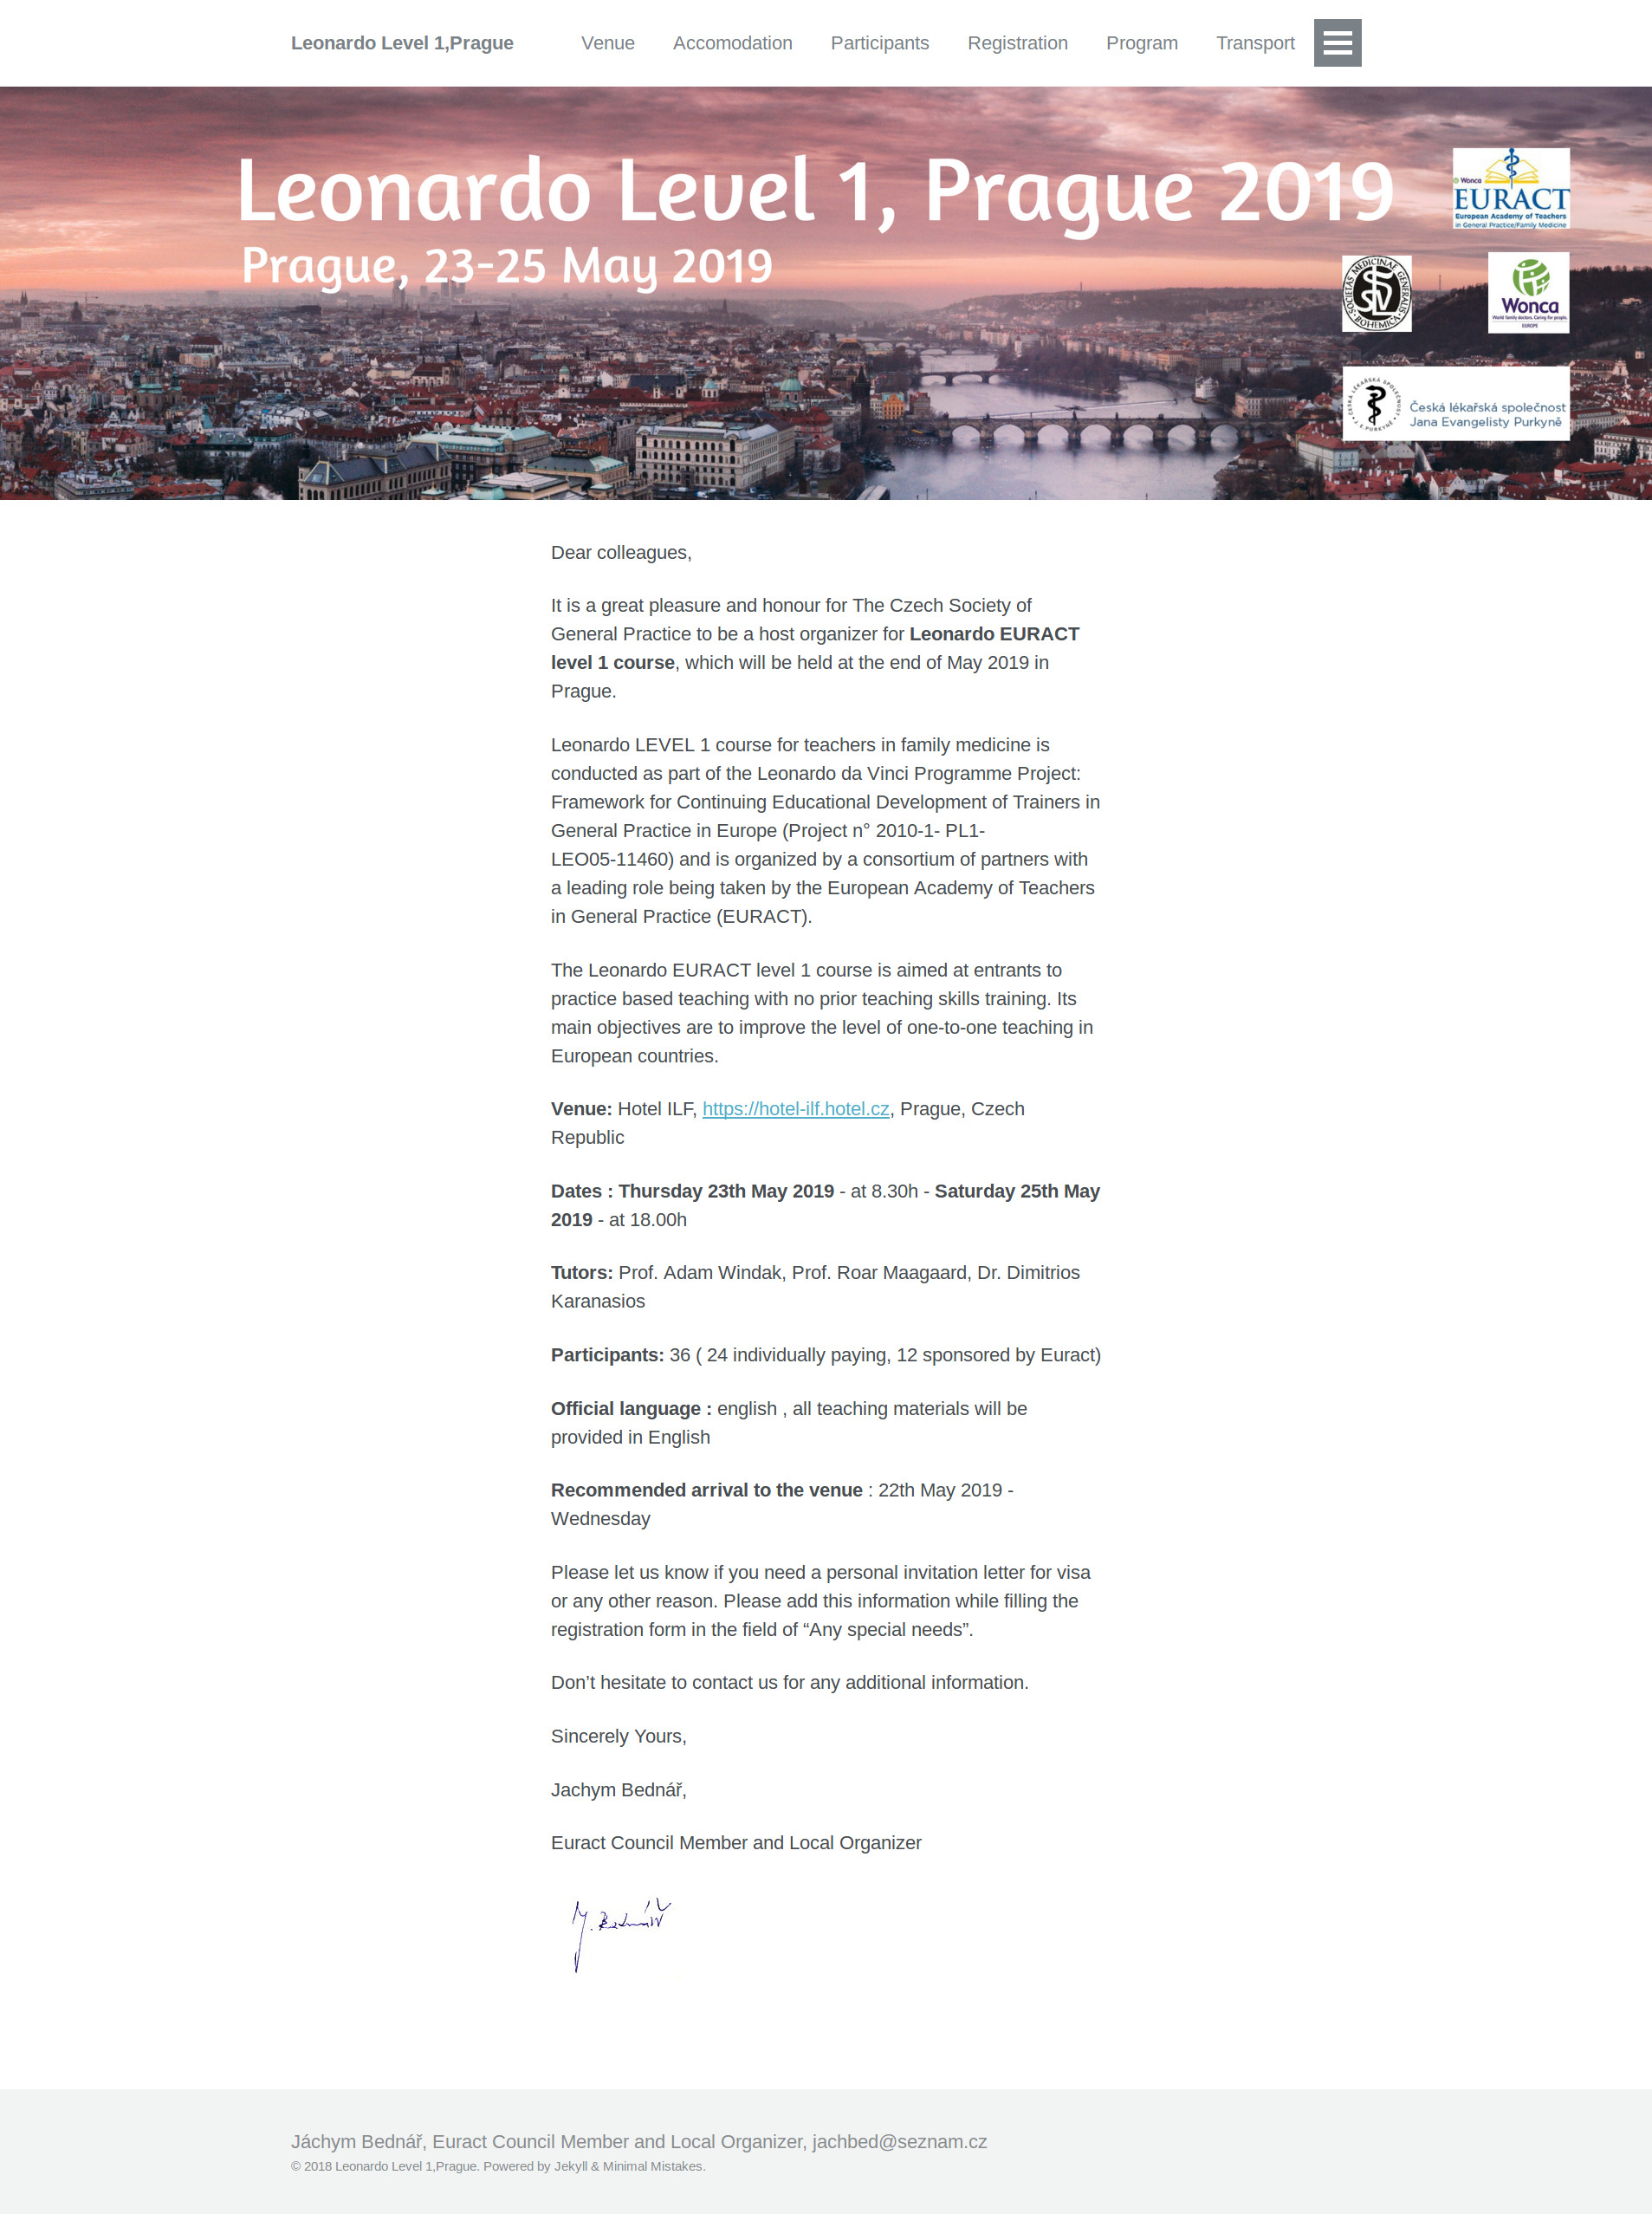 Leonardo Level 1,Prague
Venue
Accomodation
Participants
Registration
Program
Transport
Leonardo Level 1, Prague 2019
Prague, 23-25 May 2019
Wonca
EURACT
European Academy of Teachers
in General Practice/Family Medicine
SOCIETAS MEDICINAE GENERALIS
BOHEMICA
Wonca
World family doctors. Caring for people.
EUROPE
ČESKÁ LÉKAŘSKÁ SPOLEČNOST
J. E. PURKYNĚ
Česká lékařská společnost
Jana Evangelisty Purkyně
Dear colleagues,
It is a great pleasure and honour for The Czech Society of
General Practice to be a host organizer for Leonardo EURACT
level 1 course, which will be held at the end of May 2019 in
Prague.
Leonardo LEVEL 1 course for teachers in family medicine is
conducted as part of the Leonardo da Vinci Programme Project:
Framework for Continuing Educational Development of Trainers in
General Practice in Europe (Project n° 2010-1- PL1-
LEO05-11460) and is organized by a consortium of partners with
a leading role being taken by the European Academy of Teachers
in General Practice (EURACT).
The Leonardo EURACT level 1 course is aimed at entrants to
practice based teaching with no prior teaching skills training. Its
main objectives are to improve the level of one-to-one teaching in
European countries.
Venue: Hotel ILF, https://hotel-ilf.hotel.cz, Prague, Czech
Republic
Dates : Thursday 23th May 2019 - at 8.30h - Saturday 25th May
2019 - at 18.00h
Tutors: Prof. Adam Windak, Prof. Roar Maagaard, Dr. Dimitrios
Karanasios
Participants: 36 ( 24 individually paying, 12 sponsored by Euract)
Official language : english , all teaching materials will be
provided in English
Recommended arrival to the venue : 22th May 2019 -
Wednesday
Please let us know if you need a personal invitation letter for visa
or any other reason. Please add this information while filling the
registration form in the field of “Any special needs”.
Don’t hesitate to contact us for any additional information.
Sincerely Yours,
Jachym Bednář,
Euract Council Member and Local Organizer
J. Bednář
Jáchym Bednář, Euract Council Member and Local Organizer, jachbed@seznam.cz
© 2018 Leonardo Level 1,Prague. Powered by Jekyll & Minimal Mistakes.